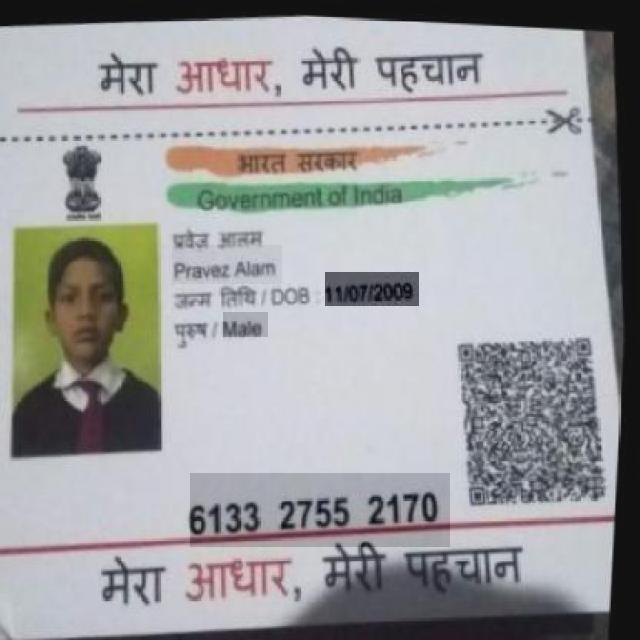 मेरा आधार, मेरी पहचान
भारत सरकार
Government of India
प्रवेज आलम
Pravez Alam
जन्म तिथि / DOB : 11/07/2009
पुरुष / Male
6133 2755 2170
मेरा आधार, मेरी पहचान